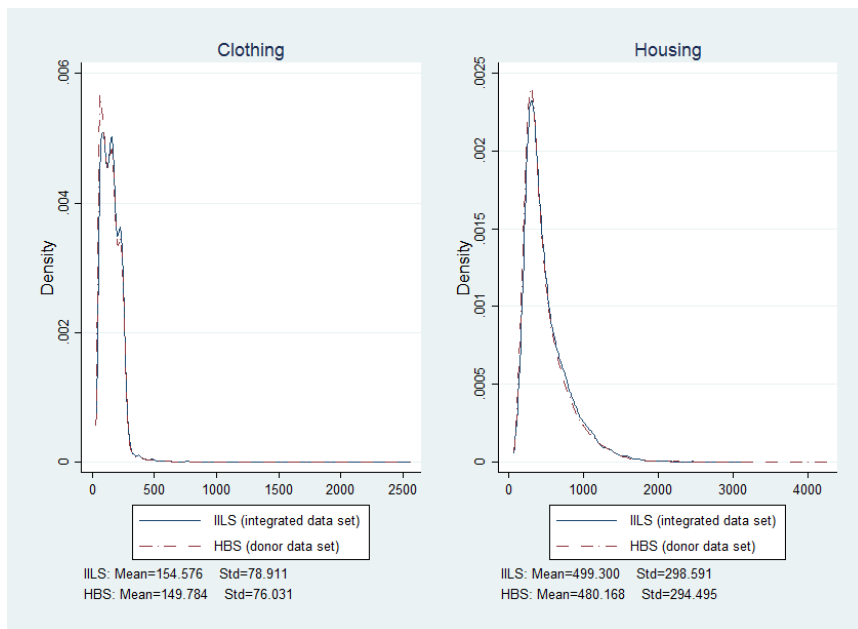 Clothing
Density
0
.002
.004
.006
0 500 1000 1500 2000 2500
IILS (integrated data set)
HBS (donor data set)
IILS: Mean=154.576 Std=78.911
HBS: Mean=149.784 Std=76.031
Housing
Density
0
.0005
.001
.0015
.002
.0025
0 1000 2000 3000 4000
IILS (integrated data set)
HBS (donor data set)
IILS: Mean=499.300 Std=298.591
HBS: Mean=480.168 Std=294.495